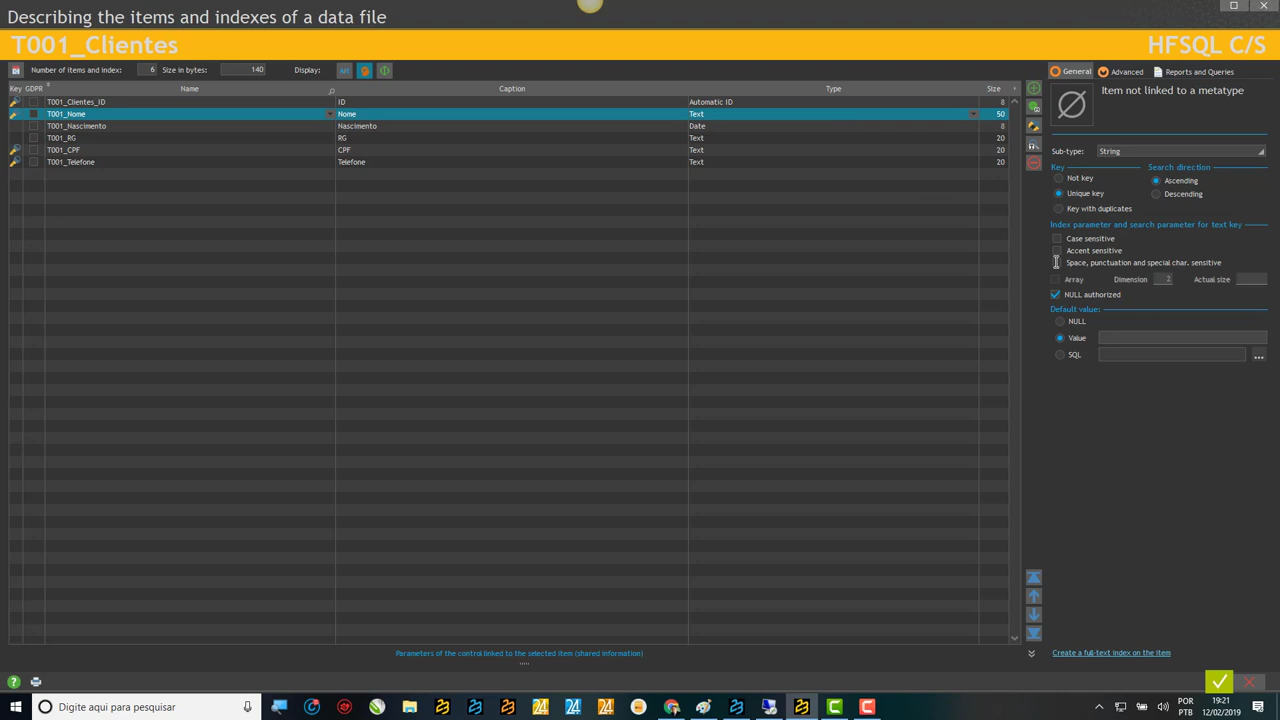 Describing the items and indexes of a data file
T001_Clientes HFSQL C/S
Number of items and index: 6 Size in bytes: 140 Display:
Key GDPR Name Caption Type Size
T001_Clientes_ID ID Automatic ID 8
T001_Nome Nome Text 50
T001_Nascimento Nascimento Date 8
T001_RG RG Text 20
T001_CPF CPF Text 20
T001_Telefone Telefone Text 20
Parameters of the control linked to the selected item (shared information)
General Advanced Reports and Queries
Item not linked to a metatype
Sub-type: String
Key Search direction
Not key Ascending
Unique key Descending
Key with duplicates
Index parameter and search parameter for text key
Case sensitive
Accent sensitive
Space, punctuation and special char. sensitive
Array Dimension 2 Actual size
NULL authorized
Default value:
NULL
Value
SQL ...
Create a full-text index on the item
Digite aqui para pesquisar
24 24 24
POR 19:21
PTB 12/02/2019